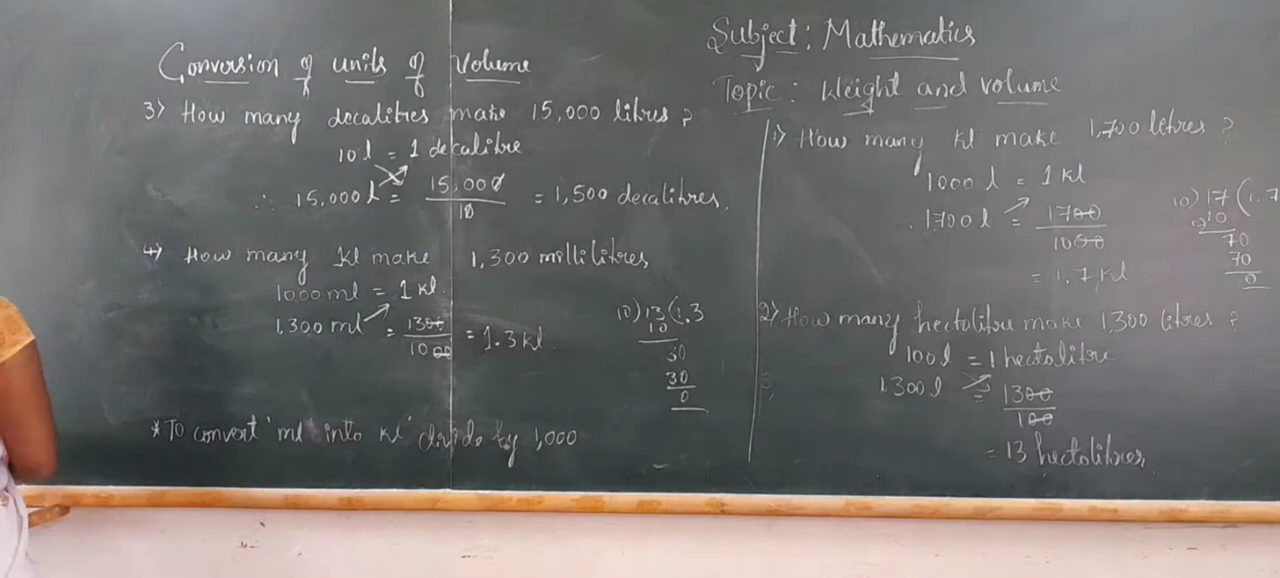 Subject: Mathematics
Topic: Weight and volume
1) How many kl make 1,700 litres?
1000 l = 1 kl
∴ 1700 l = 1700/1000
= 1.7 kl
10) 17 (1.7
10
70
70
0
2) How many hectolitre make 1,300 litres?
100 l = 1 hectolitre
1,300 l = 1300/100
= 13 hectolitres
Conversion of units of volume
3) How many decalitres make 15,000 litres?
10 l = 1 decalitre
∴ 15,000 l = 15,000/10 = 1,500 decalitres.
4) How many kl make 1,300 millilitres
1000 ml = 1 kl.
1,300 ml = 1300/1000 = 1.3 kl
10) 13 (1.3
10
30
30
0
* To convert 'ml into kl' divide by 1,000